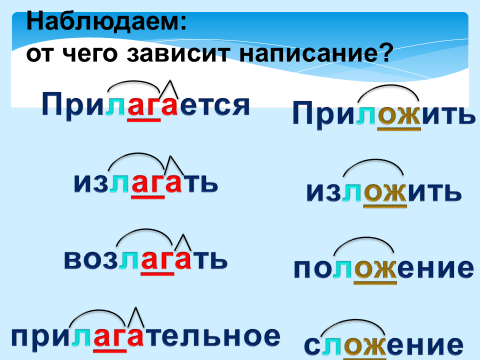 Наблюдаем:
от чего зависит написание?
Прилагается
Приложить
излагать
изложить
возлагать
положение
прилагательное
сложение